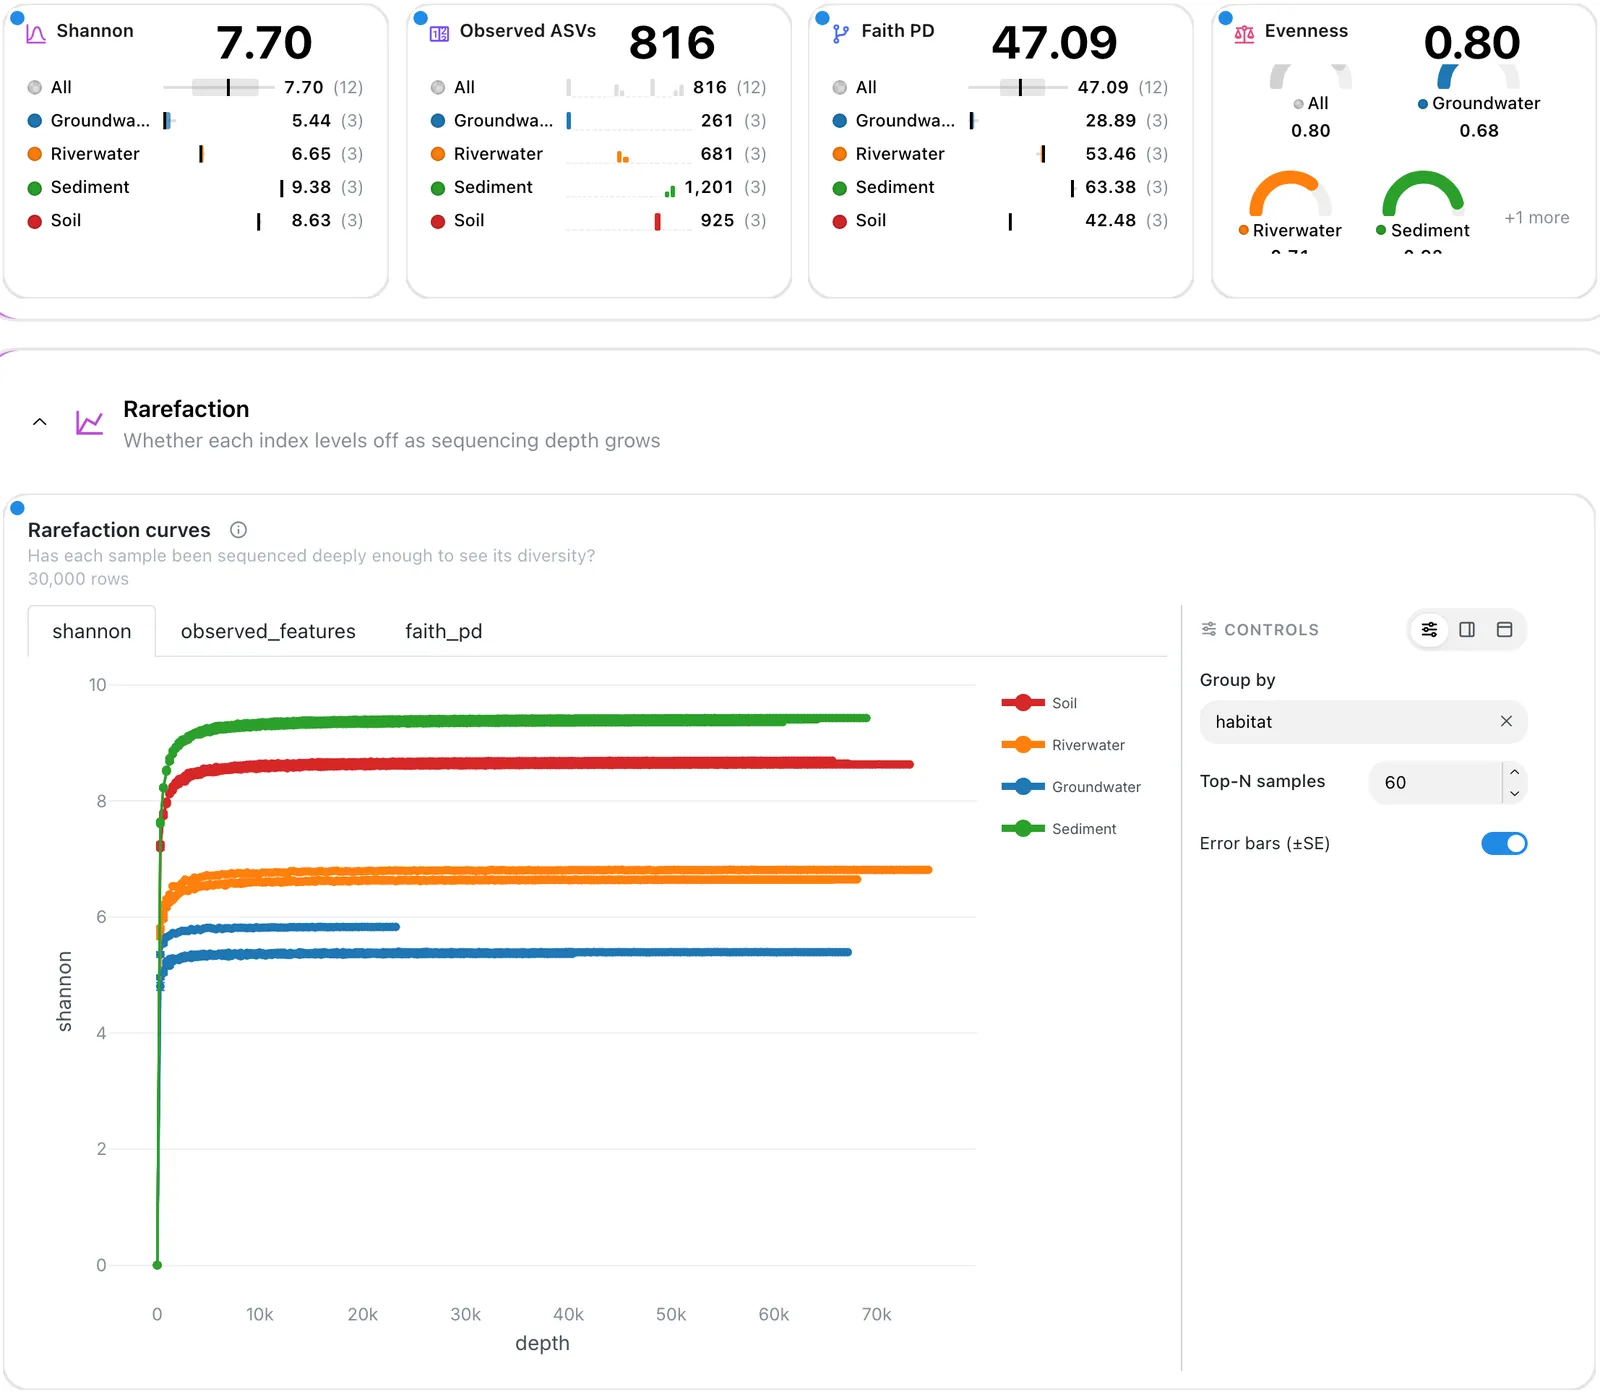 Shannon
7.70
All 7.70 (12)
Groundwa... 5.44 (3)
Riverwater 6.65 (3)
Sediment 9.38 (3)
Soil 8.63 (3)
Observed ASVs
816
All 816 (12)
Groundwa... 261 (3)
Riverwater 681 (3)
Sediment 1,201 (3)
Soil 925 (3)
Faith PD
47.09
All 47.09 (12)
Groundwa... 28.89 (3)
Riverwater 53.46 (3)
Sediment 63.38 (3)
Soil 42.48 (3)
Evenness
0.80
All
0.80
Groundwater
0.68
Riverwater
Sediment
+1 more
Rarefaction
Whether each index levels off as sequencing depth grows
Rarefaction curves
Has each sample been sequenced deeply enough to see its diversity?
30,000 rows
shannon
observed_features
faith_pd
10
8
6
4
2
0
shannon
0
10k
20k
30k
40k
50k
60k
70k
depth
Soil
Riverwater
Groundwater
Sediment
CONTROLS
Group by
habitat
Top-N samples
60
Error bars (±SE)